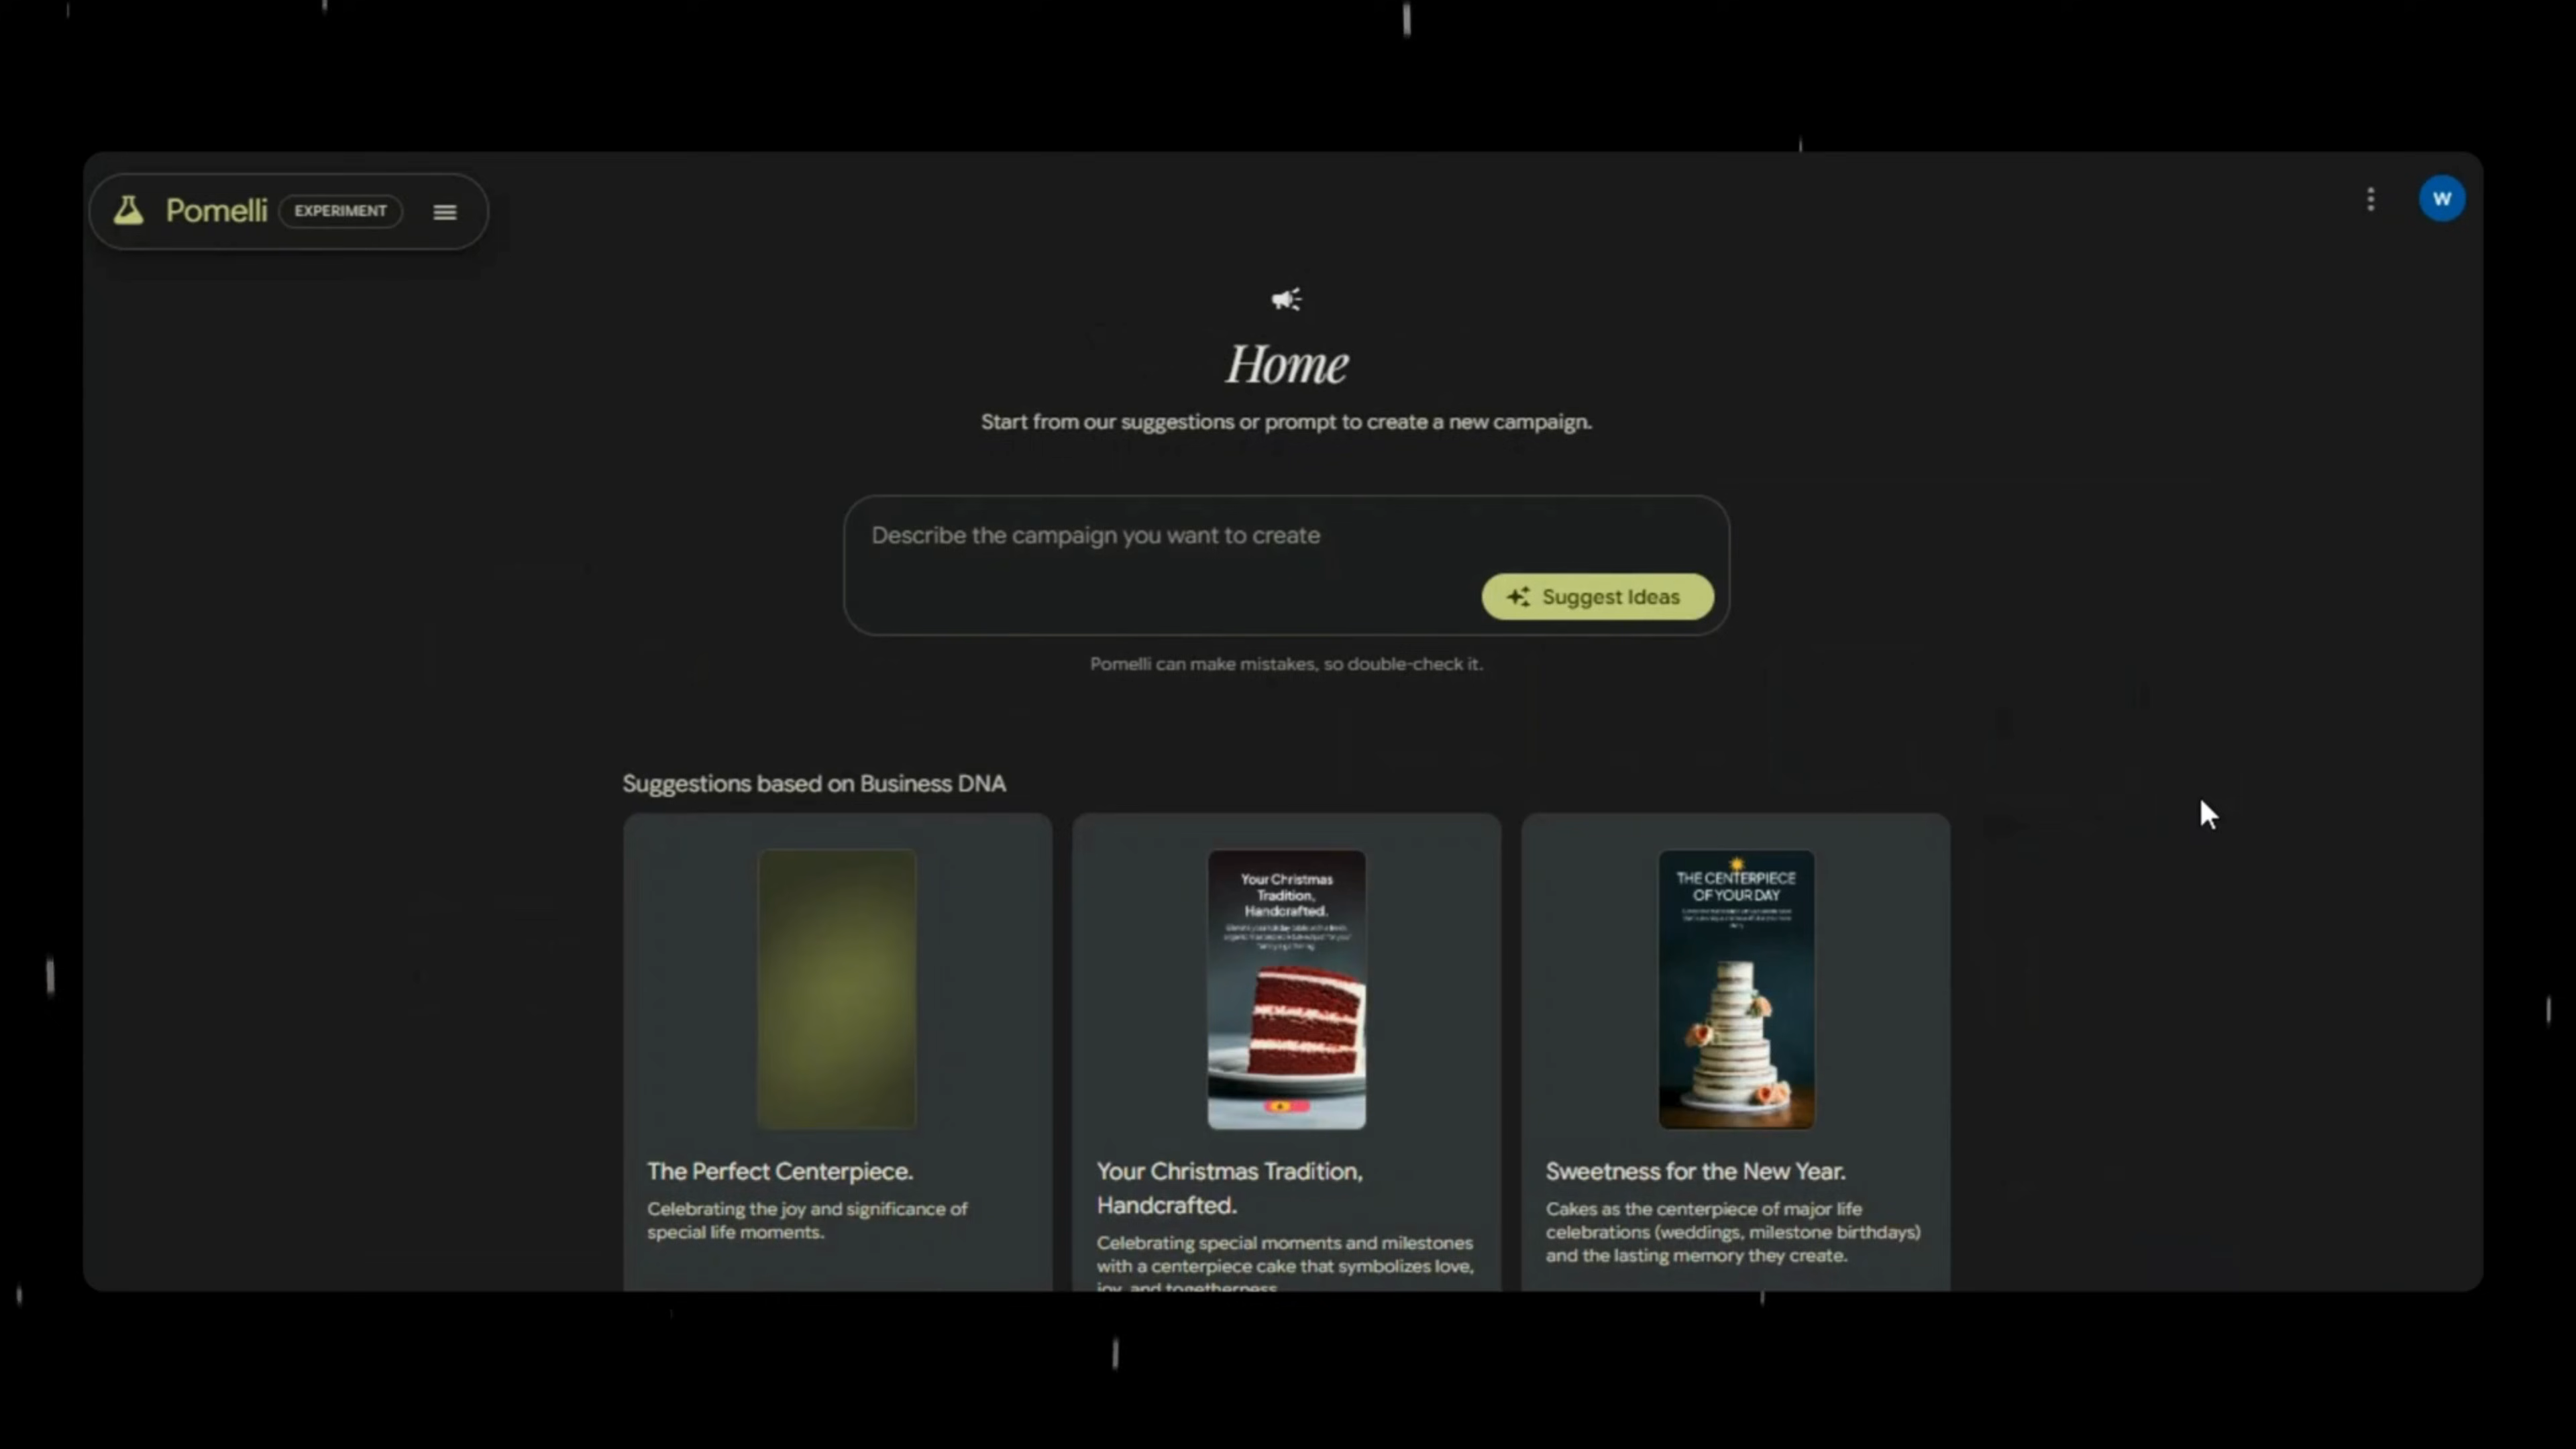 Pomelli EXPERIMENT
W
Home
Start from our suggestions or prompt to create a new campaign.
Describe the campaign you want to create
Suggest Ideas
Pomelli can make mistakes, so double-check it.
Suggestions based on Business DNA
Your Christmas
Tradition,
Handcrafted.
THE CENTERPIECE
OF YOUR DAY
The Perfect Centerpiece.
Celebrating the joy and significance of
special life moments.
Your Christmas Tradition,
Handcrafted.
Celebrating special moments and milestones
with a centerpiece cake that symbolizes love,
joy, and togetherness
Sweetness for the New Year.
Cakes as the centerpiece of major life
celebrations (weddings, milestone birthdays)
and the lasting memory they create.